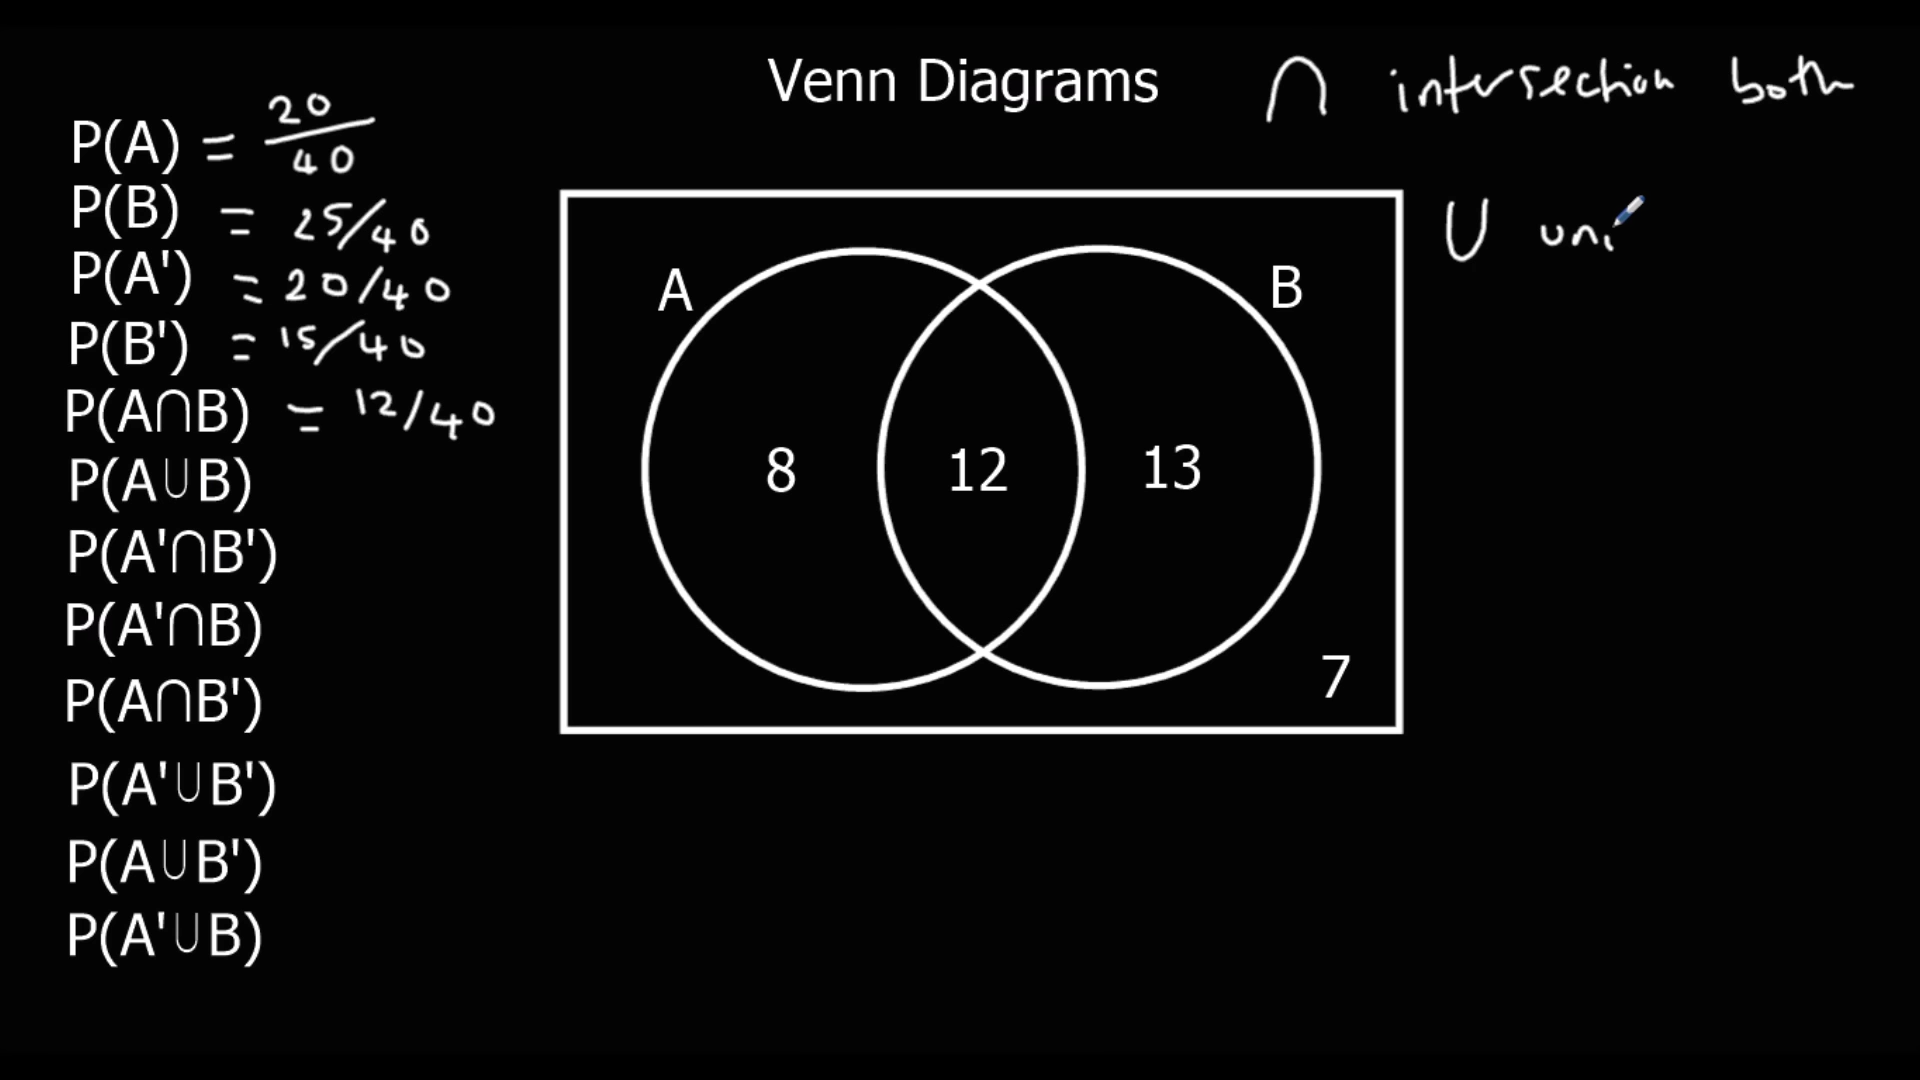 Venn Diagrams
∩ intersection both
∪ uni
P(A) = 20/40
P(B) = 25/40
P(A') = 20/40
P(B') = 15/40
P(A∩B) = 12/40
P(A∪B)
P(A'∩B')
P(A'∩B)
P(A∩B')
P(A'∪B')
P(A∪B')
P(A'∪B)
A B
8 12 13
7